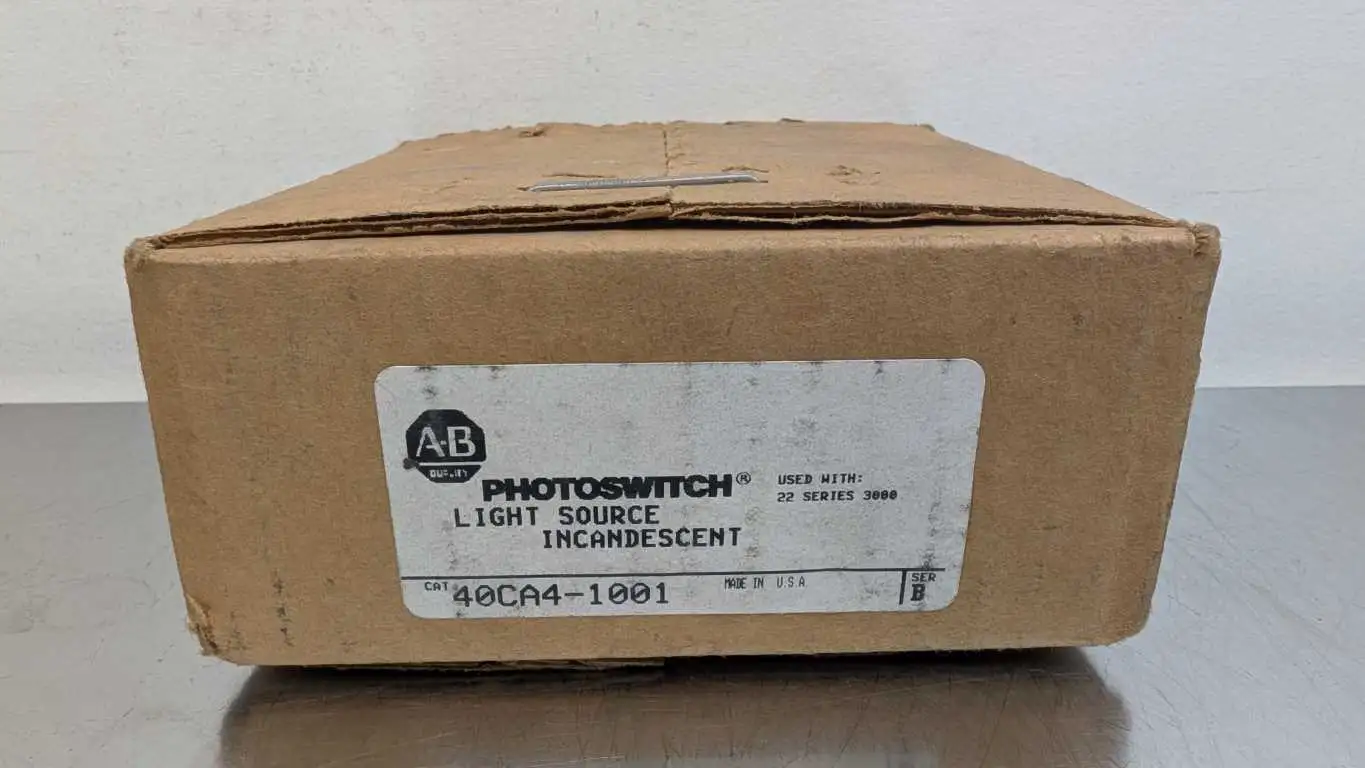 A-B
QUALITY
PHOTOSWITCH®
USED WITH:
22 SERIES 3000
LIGHT SOURCE
INCANDESCENT
CAT 40CA4-1001
MADE IN U.S.A.
SER
B